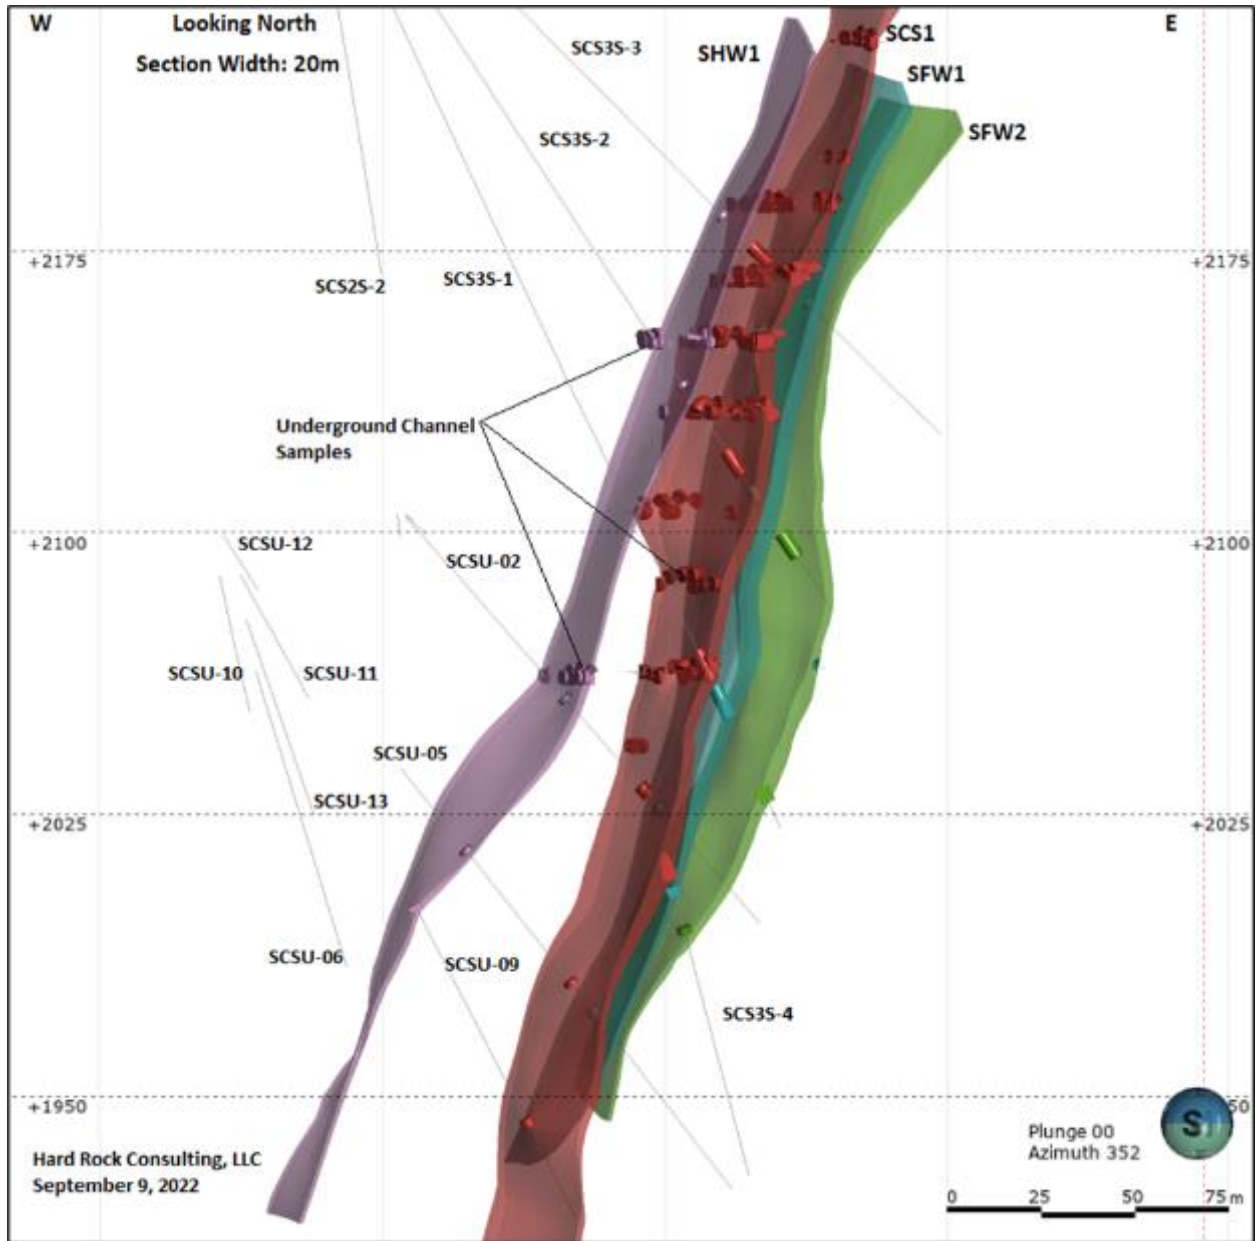 W
Looking North
Section Width: 20m
E
SCS3S-3
SHW1
SCS1
SFW1
SFW2
SCS3S-2
+2175
+2175
SCS2S-2
SCS3S-1
Underground Channel
Samples
+2100
+2100
SCSU-12
SCSU-02
SCSU-10
SCSU-11
SCSU-05
SCSU-13
+2025
+2025
SCSU-06
SCSU-09
SCS3S-4
+1950
50
S
Plunge 00
Azimuth 352
Hard Rock Consulting, LLC
September 9, 2022
0 25 50 75 m